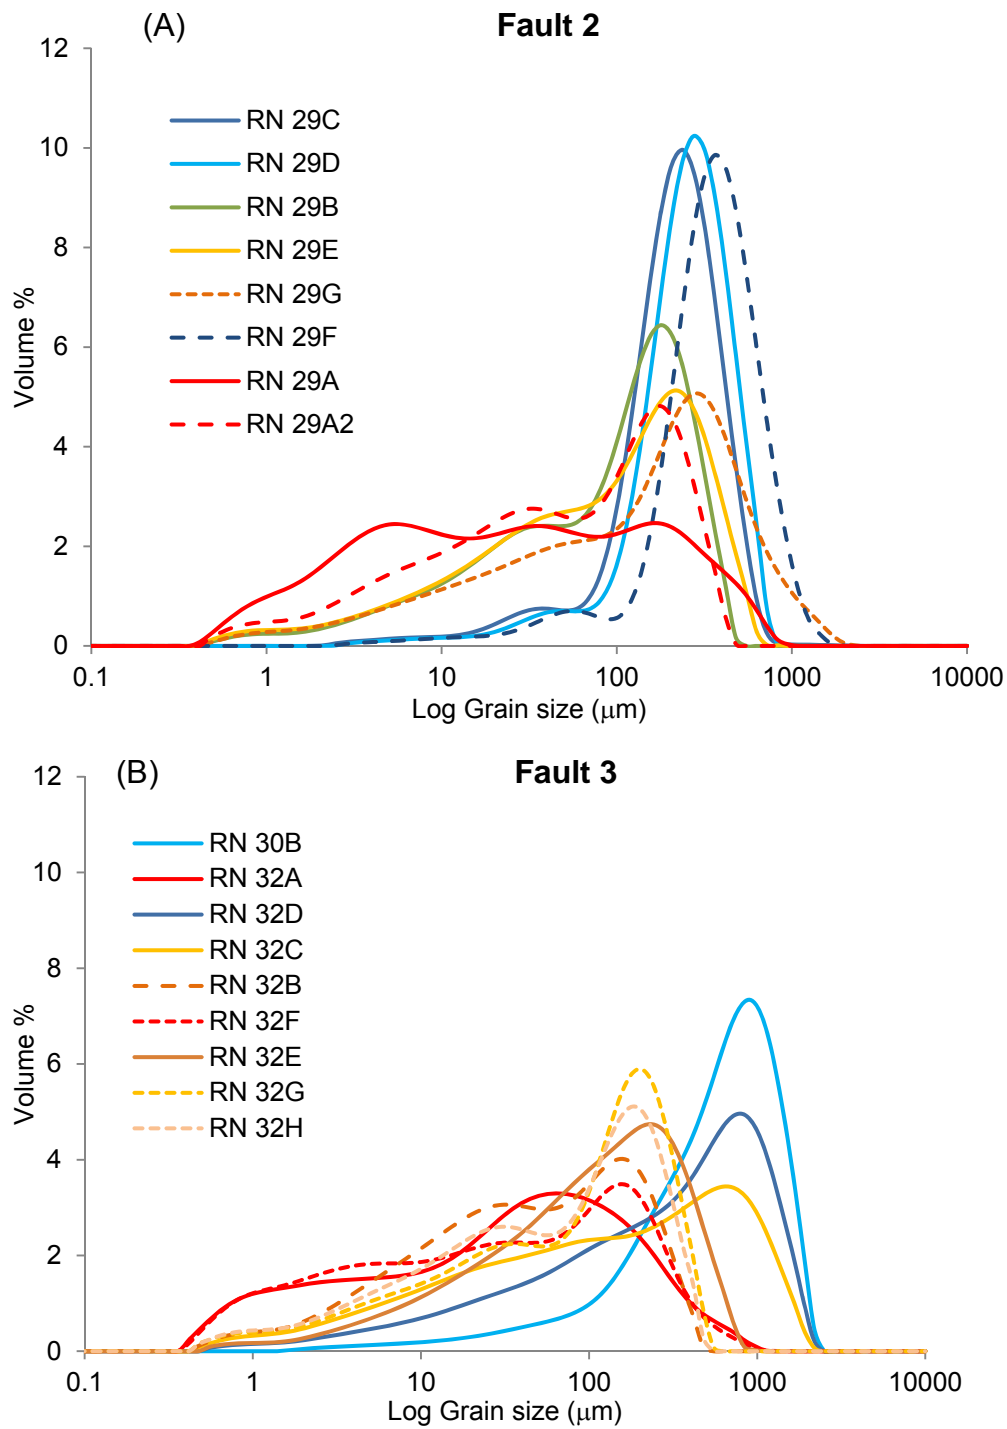 (A) Fault 2
12
10
8
6
4
2
0
Volume %
RN 29C
RN 29D
RN 29B
RN 29E
RN 29G
RN 29F
RN 29A
RN 29A2
0.1 1 10 100 1000 10000
Log Grain size (μm)
(B) Fault 3
12
10
8
6
4
2
0
Volume %
RN 30B
RN 32A
RN 32D
RN 32C
RN 32B
RN 32F
RN 32E
RN 32G
RN 32H
0.1 1 10 100 1000 10000
Log Grain size (μm)